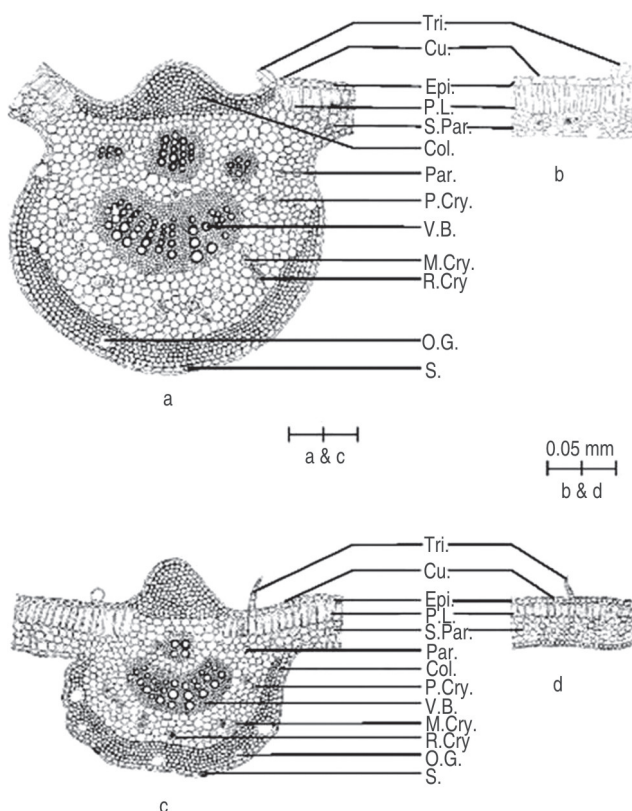 Tri.
Cu.
Epi.
P.L.
S.Par.
Col.
Par.
P.Cry.
V.B.
M.Cry.
R.Cry
O.G.
S.
a
b
a & c
0.05 mm
b & d
Tri.
Cu.
Epi.
P.L.
S.Par.
Par.
Col.
P.Cry.
V.B.
M.Cry.
R.Cry
O.G.
S.
c
d